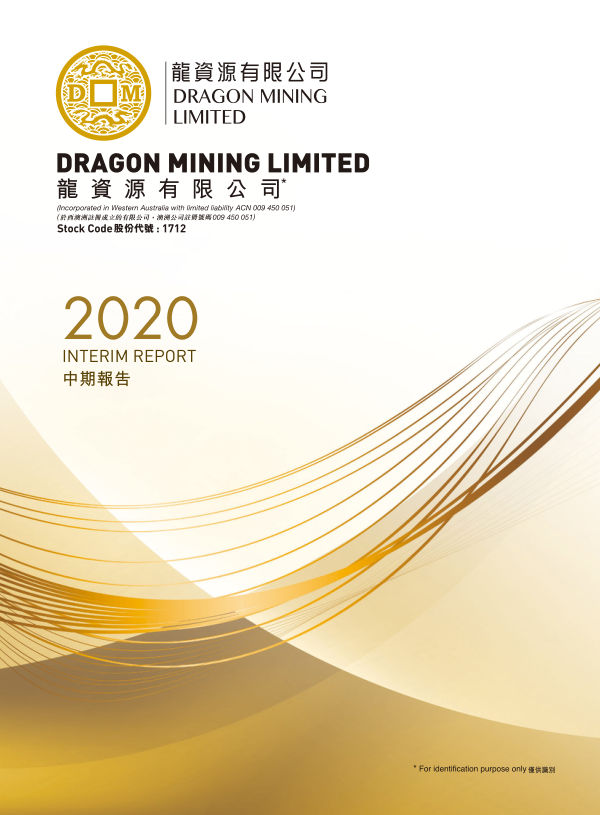 D M
龍資源有限公司
DRAGON MINING
LIMITED
DRAGON MINING LIMITED
龍資源有限公司*
(Incorporated in Western Australia with limited liability ACN 009 450 051)
(於西澳洲註冊成立的有限公司，澳洲公司註冊號碼009 450 051)
Stock Code 股份代號 : 1712
2020
INTERIM REPORT
中期報告
* For identification purpose only 僅供識別